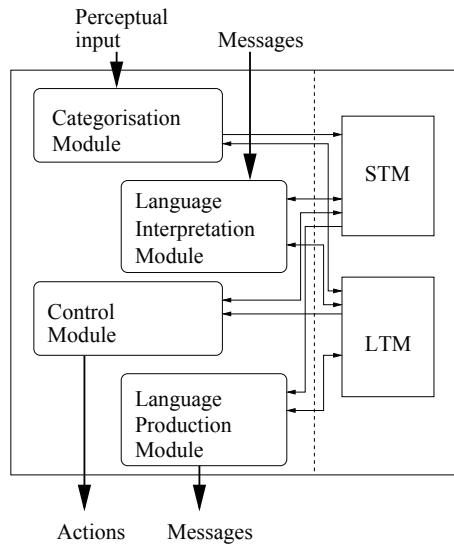 Perceptual
input
Messages
Categorisation
Module
STM
Language
Interpretation
Module
Control
Module
LTM
Language
Production
Module
Actions
Messages